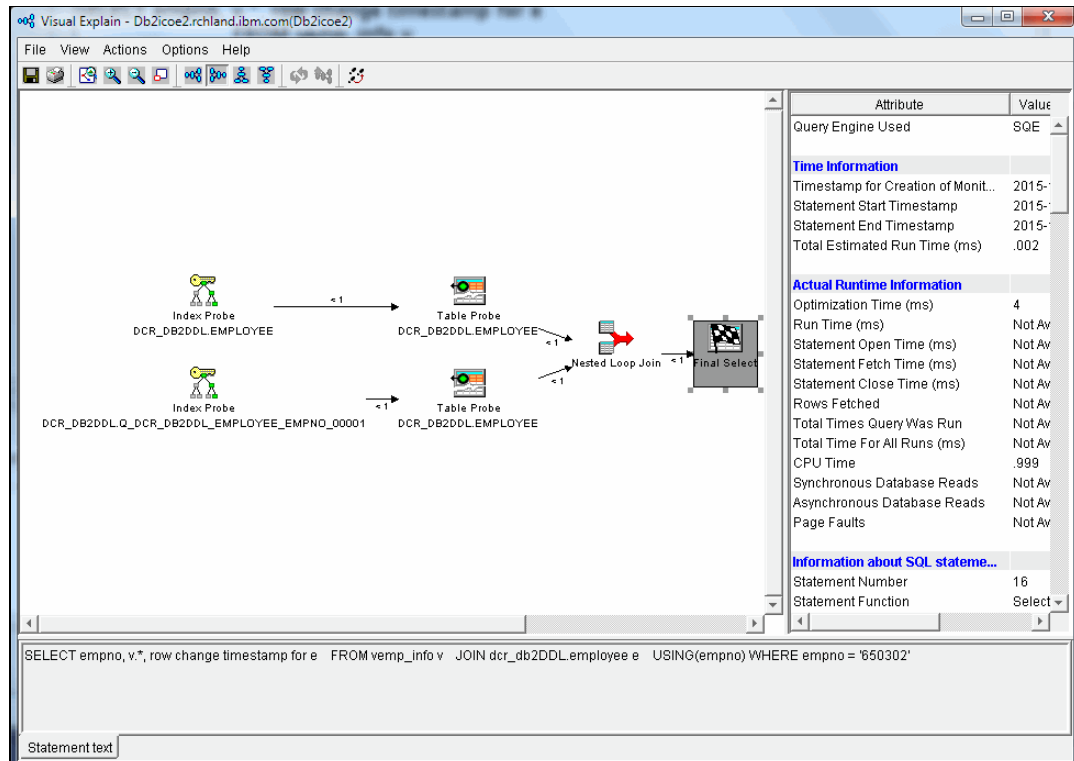 Visual Explain - Db2icoe2.rchland.ibm.com(Db2icoe2)
File View Actions Options Help
Attribute Value
Query Engine Used SQE
Time Information
Timestamp for Creation of Monit... 2015-
Statement Start Timestamp 2015-
Statement End Timestamp 2015-
Total Estimated Run Time (ms) .002
Actual Runtime Information
Optimization Time (ms) 4
Run Time (ms) Not Av
Statement Open Time (ms) Not Av
Statement Fetch Time (ms) Not Av
Statement Close Time (ms) Not Av
Rows Fetched Not Av
Total Times Query Was Run Not Av
Total Time For All Runs (ms) Not Av
CPU Time .999
Synchronous Database Reads Not Av
Asynchronous Database Reads Not Av
Page Faults Not Av
Information about SQL stateme...
Statement Number 16
Statement Function Select
< 1
Index Probe
DCR_DB2DDL.EMPLOYEE
Table Probe
DCR_DB2DDL.EMPLOYEE
< 1
Nested Loop Join
< 1
Final Select
< 1
Index Probe
DCR_DB2DDL.Q_DCR_DB2DDL_EMPLOYEE_EMPNO_00001
< 1
Table Probe
DCR_DB2DDL.EMPLOYEE
SELECT empno, v.*, row change timestamp for e FROM vemp_info v JOIN dcr_db2DDL.employee e USING(empno) WHERE empno = '650302'
Statement text